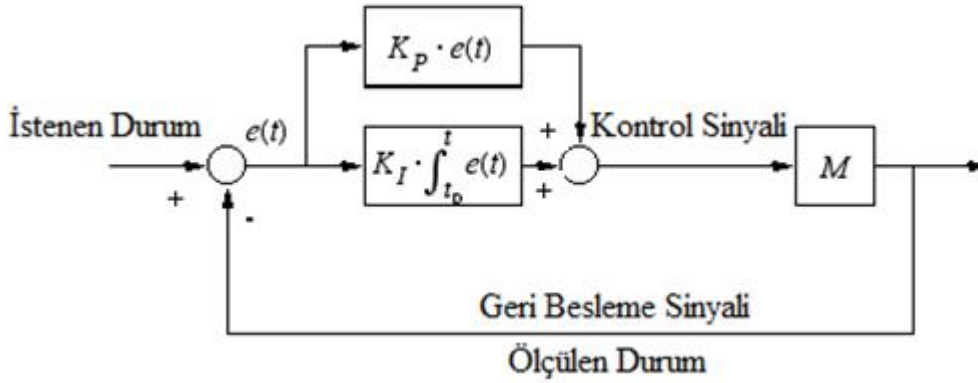 K_P · e(t)
İstenen Durum
e(t)
+
Kontrol Sinyali
K_I · ∫_{t_0}^{t} e(t)
M
+
+
-
Geri Besleme Sinyali
Ölçülen Durum